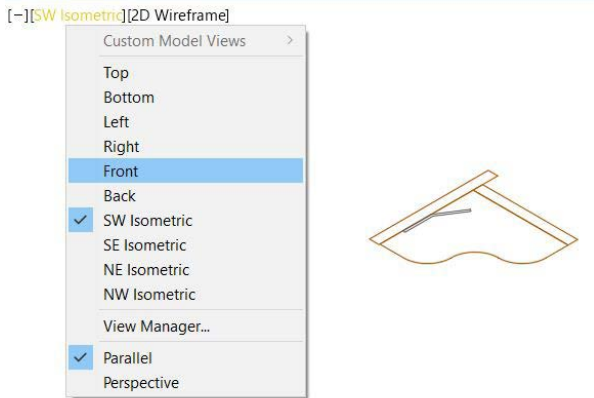 [−][SW Isometric][2D Wireframe]
Custom Model Views >
Top
Bottom
Left
Right
Front
Back
SW Isometric
SE Isometric
NE Isometric
NW Isometric
View Manager...
Parallel
Perspective